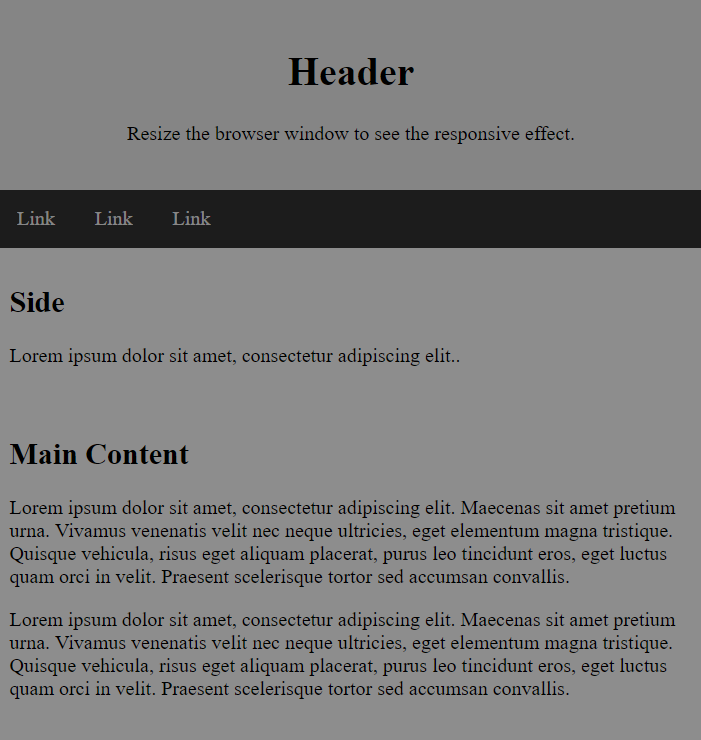 Header
Resize the browser window to see the responsive effect.
Link Link Link
Side
Lorem ipsum dolor sit amet, consectetur adipiscing elit..
Main Content
Lorem ipsum dolor sit amet, consectetur adipiscing elit. Maecenas sit amet pretium
urna. Vivamus venenatis velit nec neque ultricies, eget elementum magna tristique.
Quisque vehicula, risus eget aliquam placerat, purus leo tincidunt eros, eget luctus
quam orci in velit. Praesent scelerisque tortor sed accumsan convallis.
Lorem ipsum dolor sit amet, consectetur adipiscing elit. Maecenas sit amet pretium
urna. Vivamus venenatis velit nec neque ultricies, eget elementum magna tristique.
Quisque vehicula, risus eget aliquam placerat, purus leo tincidunt eros, eget luctus
quam orci in velit. Praesent scelerisque tortor sed accumsan convallis.